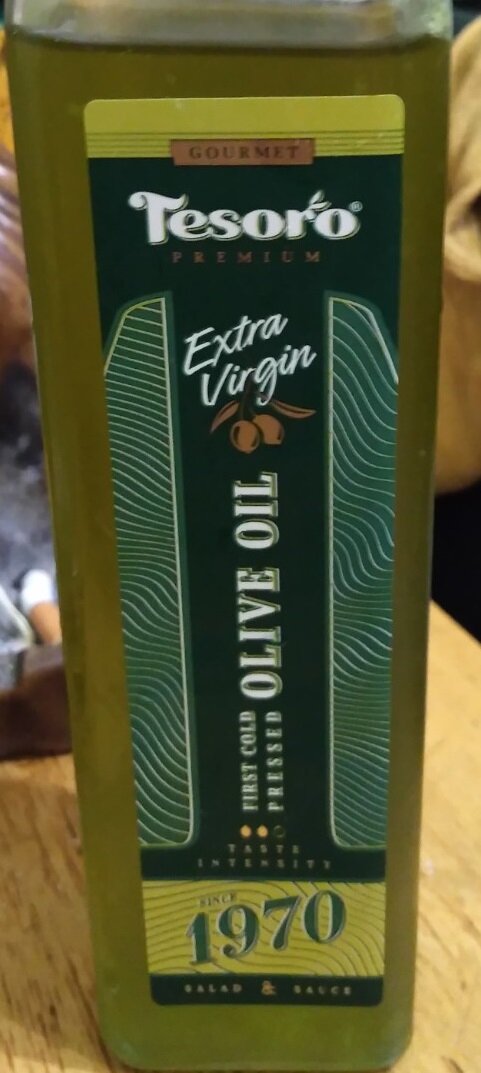 GOURMET
Tesoro®
PREMIUM
Extra
Virgin
FIRST COLD
PRESSED
OLIVE OIL
TASTE
INTENSITY
SINCE
1970
SALAD & SAUCE